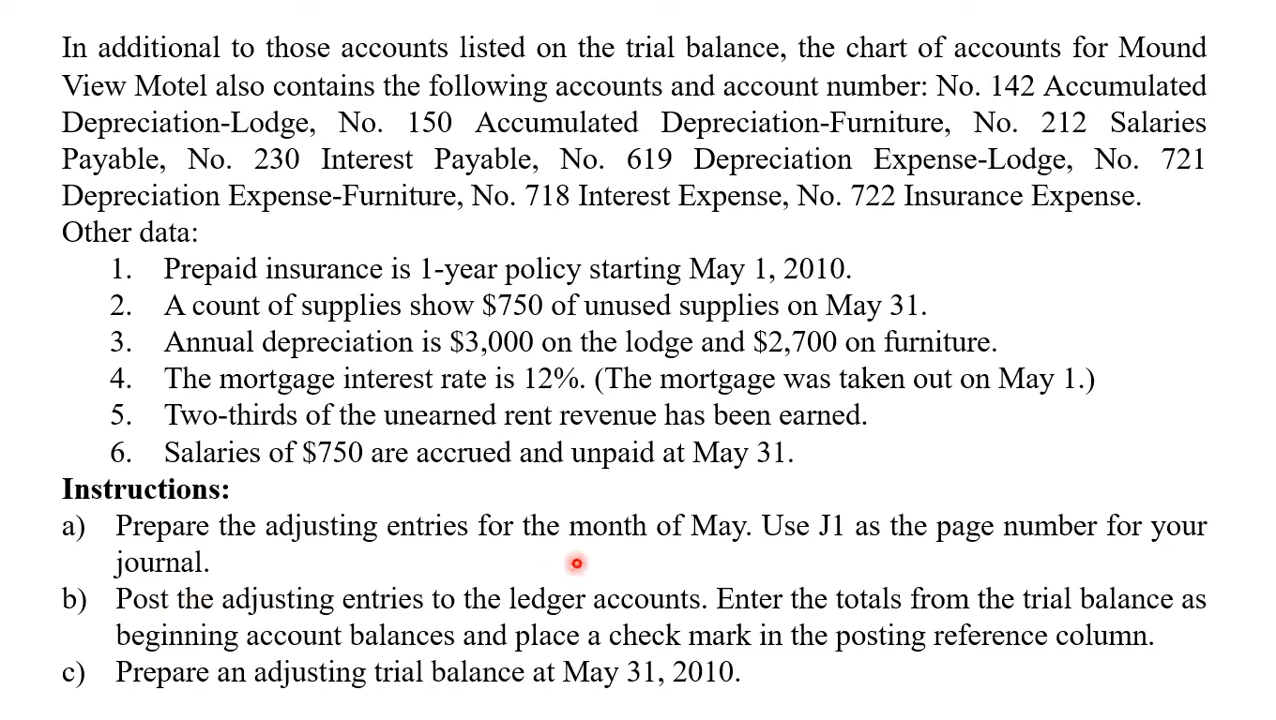 In additional to those accounts listed on the trial balance, the chart of accounts for Mound
View Motel also contains the following accounts and account number: No. 142 Accumulated
Depreciation-Lodge, No. 150 Accumulated Depreciation-Furniture, No. 212 Salaries
Payable, No. 230 Interest Payable, No. 619 Depreciation Expense-Lodge, No. 721
Depreciation Expense-Furniture, No. 718 Interest Expense, No. 722 Insurance Expense.
Other data:
1. Prepaid insurance is 1-year policy starting May 1, 2010.
2. A count of supplies show $750 of unused supplies on May 31.
3. Annual depreciation is $3,000 on the lodge and $2,700 on furniture.
4. The mortgage interest rate is 12%. (The mortgage was taken out on May 1.)
5. Two-thirds of the unearned rent revenue has been earned.
6. Salaries of $750 are accrued and unpaid at May 31.
Instructions:
a) Prepare the adjusting entries for the month of May. Use J1 as the page number for your
journal.
b) Post the adjusting entries to the ledger accounts. Enter the totals from the trial balance as
beginning account balances and place a check mark in the posting reference column.
c) Prepare an adjusting trial balance at May 31, 2010.